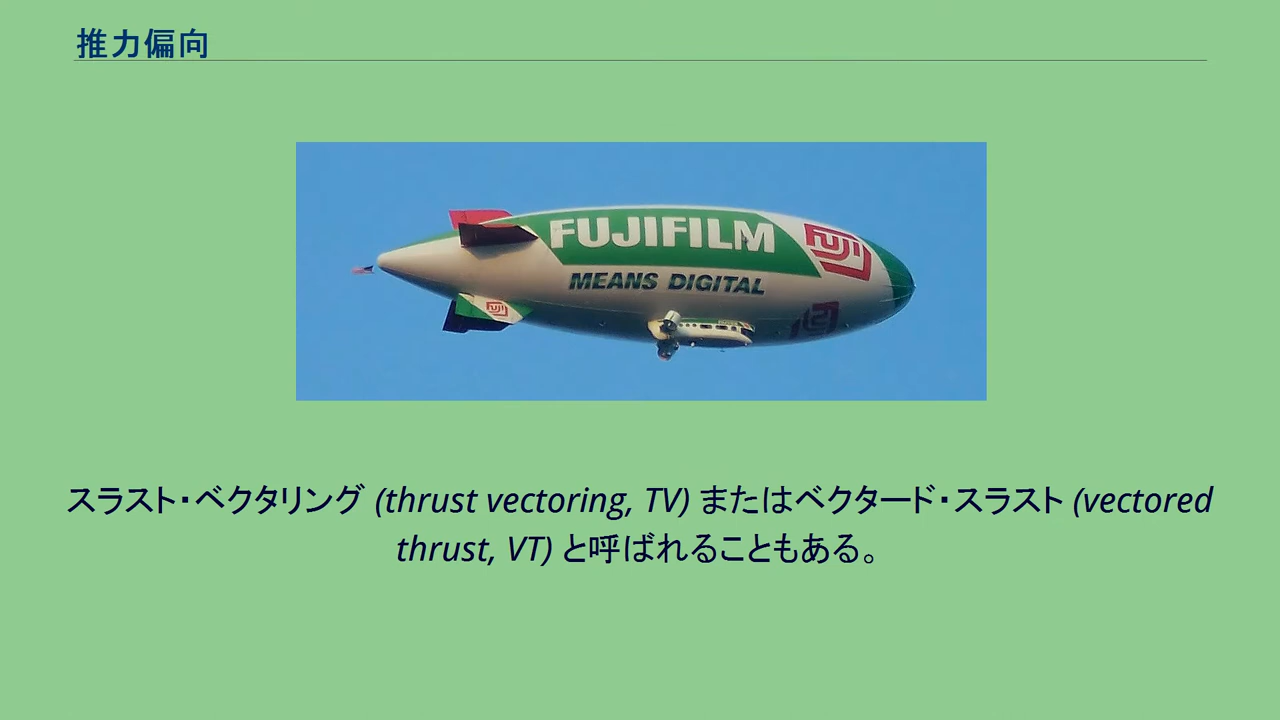 推力偏向
FUJIFILM
FUJI
MEANS DIGITAL
FUJI
スラスト・ベクタリング (thrust vectoring, TV) またはベクタード・スラスト (vectored
thrust, VT) と呼ばれることもある。